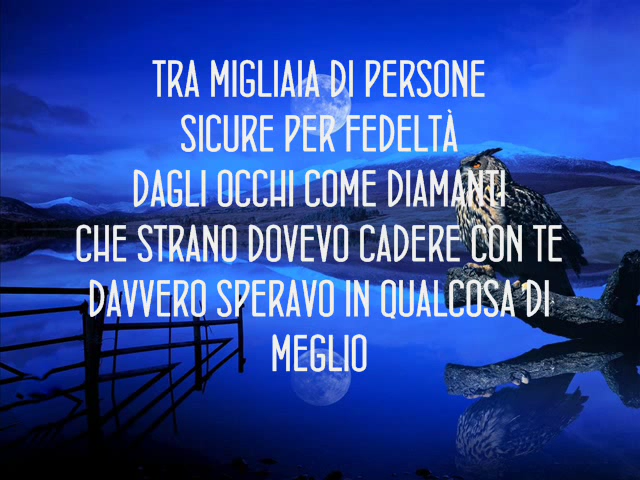 TRA MIGLIAIA DI PERSONE
SICURE PER FEDELTÀ
DAGLI OCCHI COME DIAMANTI
CHE STRANO DOVEVO CADERE CON TE
DAVVERO SPERAVO IN QUALCOSA DI
MEGLIO